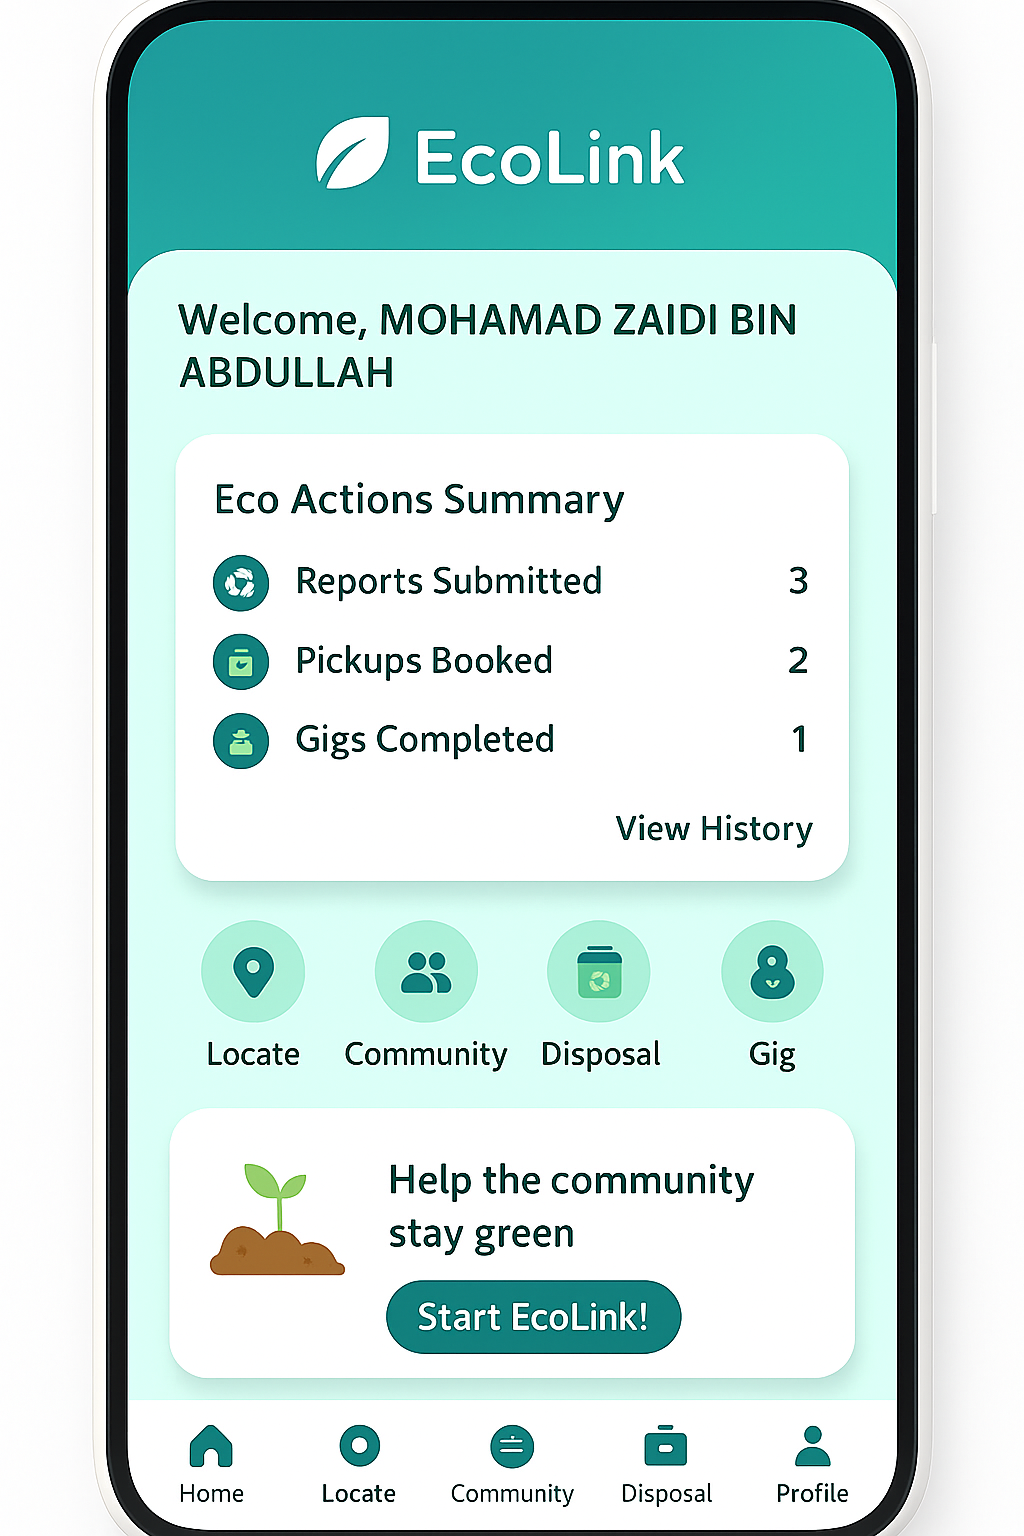 EcoLink
Welcome, MOHAMAD ZAIDI BIN
ABDULLAH
Eco Actions Summary
Reports Submitted 3
Pickups Booked 2
Gigs Completed 1
View History
Locate Community Disposal Gig
Help the community
stay green
Start EcoLink!
Home Locate Community Disposal Profile